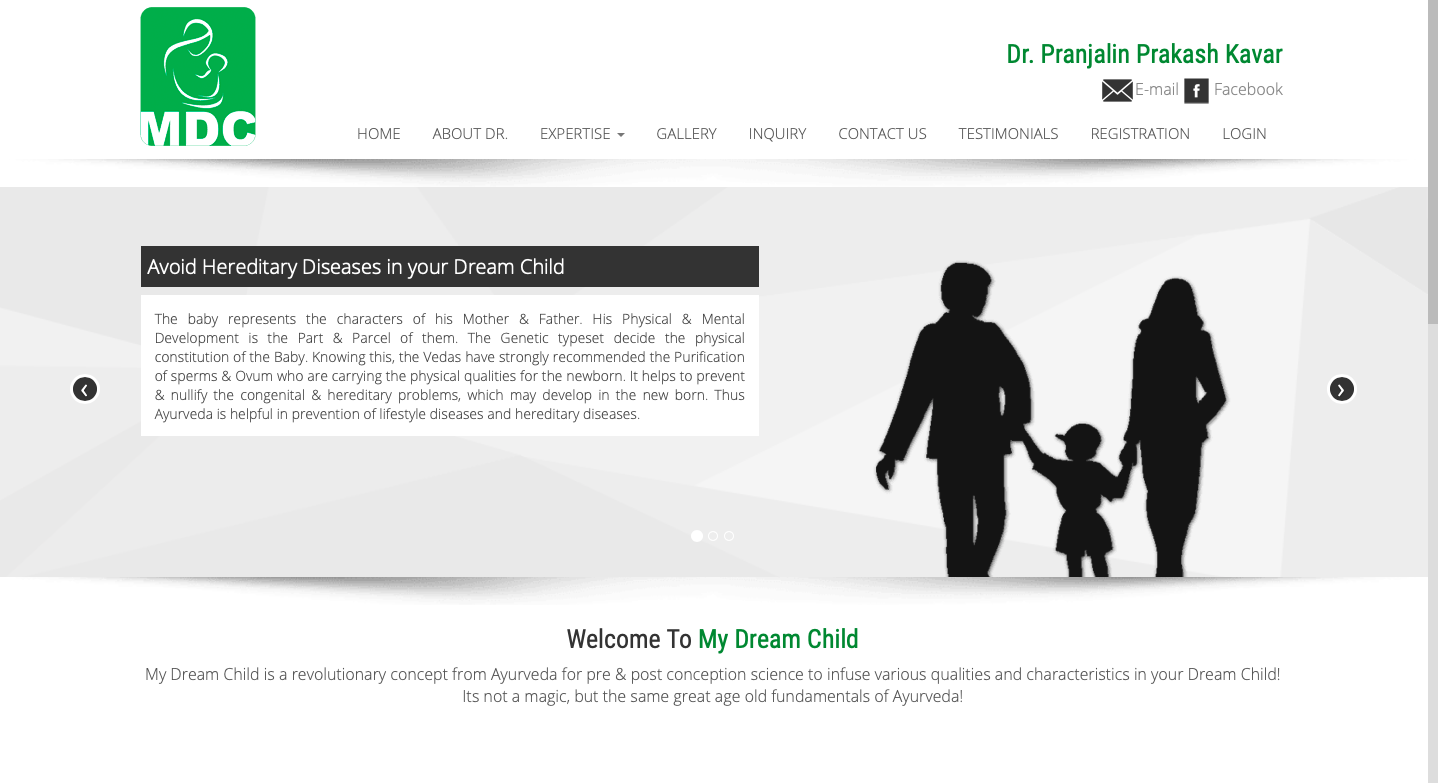 MDC
Dr. Pranjalin Prakash Kavar
E-mail Facebook
HOME ABOUT DR. EXPERTISE GALLERY INQUIRY CONTACT US TESTIMONIALS REGISTRATION LOGIN
Avoid Hereditary Diseases in your Dream Child
The baby represents the characters of his Mother & Father. His Physical & Mental
Development is the Part & Parcel of them. The Genetic typeset decide the physical
constitution of the Baby. Knowing this, the Vedas have strongly recommended the Purification
of sperms & Ovum who are carrying the physical qualities for the newborn. It helps to prevent
& nullify the congenital & hereditary problems, which may develop in the new born. Thus
Ayurveda is helpful in prevention of lifestyle diseases and hereditary diseases.
Welcome To My Dream Child
My Dream Child is a revolutionary concept from Ayurveda for pre & post conception science to infuse various qualities and characteristics in your Dream Child!
Its not a magic, but the same great age old fundamentals of Ayurveda!